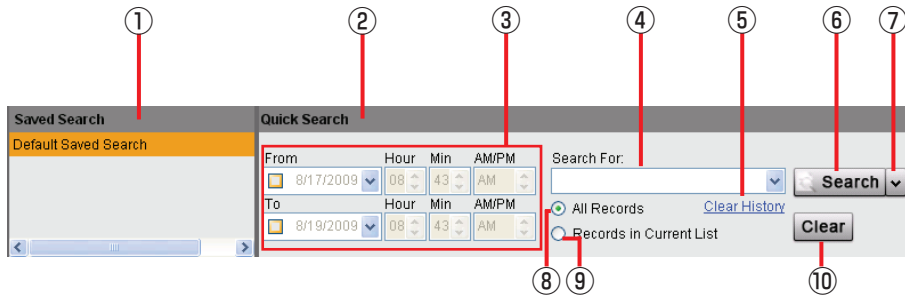 ① ② ③ ④ ⑤ ⑥ ⑦
Saved Search
Default Saved Search
Quick Search
From Hour Min AM/PM
8/17/2009 08 43 AM
To Hour Min AM/PM
8/19/2009 08 43 AM
Search For:
All Records Clear History
Records in Current List
Search
Clear
⑧ ⑨ ⑩